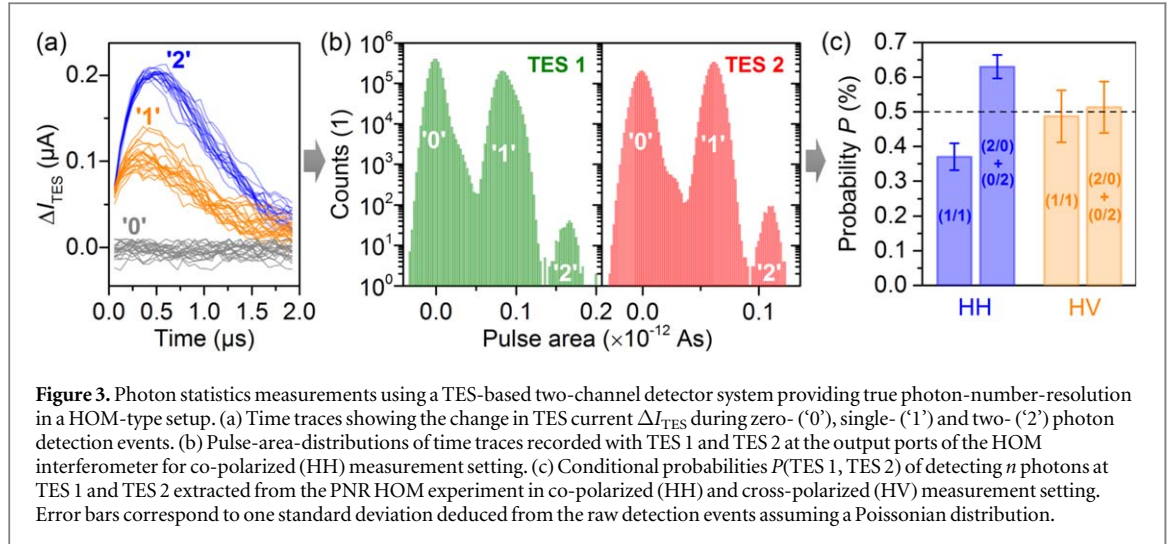 (a)
'2'
'1'
'0'
0.2
0.1
0.0
ΔI_TES (µA)
0.0 0.5 1.0 1.5 2.0
Time (µs)
(b)
TES 1
TES 2
10^6
10^5
10^4
10^3
10^2
10^1
10^0
Counts (1)
'0'
'1'
'2'
'0'
'1'
'2'
0.0 0.1 0.2
0.0 0.1
Pulse area (×10^-12 As)
(c)
0.7
0.6
0.5
0.4
0.3
0.2
0.1
0.0
Probability P (%)
(1/1)
(2/0)
+
(0/2)
(1/1)
(2/0)
+
(0/2)
HH
HV
Figure 3. Photon statistics measurements using a TES-based two-channel detector system providing true photon-number-resolution
in a HOM-type setup. (a) Time traces showing the change in TES current ΔI_TES during zero- ('0'), single- ('1') and two- ('2') photon
detection events. (b) Pulse-area-distributions of time traces recorded with TES 1 and TES 2 at the output ports of the HOM
interferometer for co-polarized (HH) measurement setting. (c) Conditional probabilities P(TES 1, TES 2) of detecting n photons at
TES 1 and TES 2 extracted from the PNR HOM experiment in co-polarized (HH) and cross-polarized (HV) measurement setting.
Error bars correspond to one standard deviation deduced from the raw detection events assuming a Poissonian distribution.